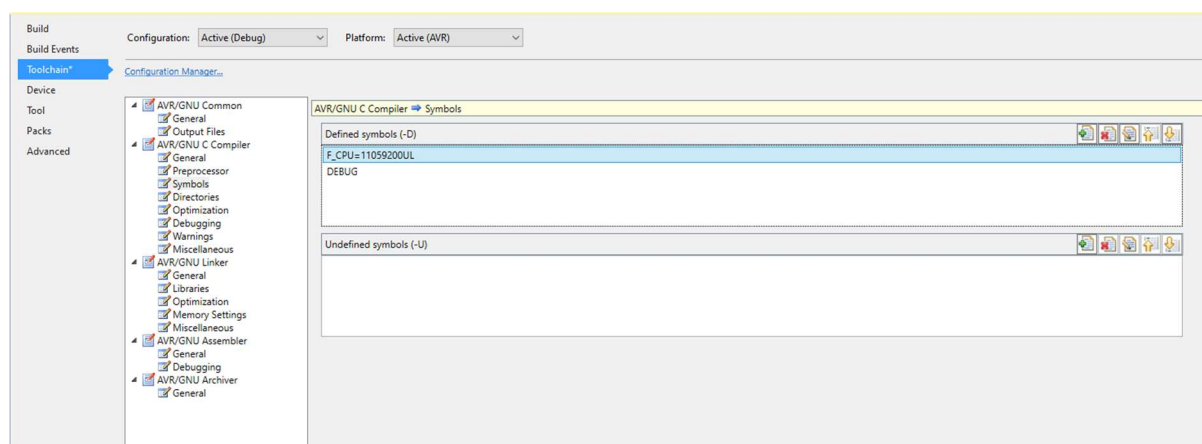 Build
Build Events
Toolchain*
Device
Tool
Packs
Advanced
Configuration: Active (Debug) Platform: Active (AVR)
Configuration Manager...
AVR/GNU Common
General
Output Files
AVR/GNU C Compiler
General
Preprocessor
Symbols
Directories
Optimization
Debugging
Warnings
Miscellaneous
AVR/GNU Linker
General
Libraries
Optimization
Memory Settings
Miscellaneous
AVR/GNU Assembler
General
Debugging
AVR/GNU Archiver
General
AVR/GNU C Compiler ➡ Symbols
Defined symbols (-D)
F_CPU=11059200UL
DEBUG
Undefined symbols (-U)